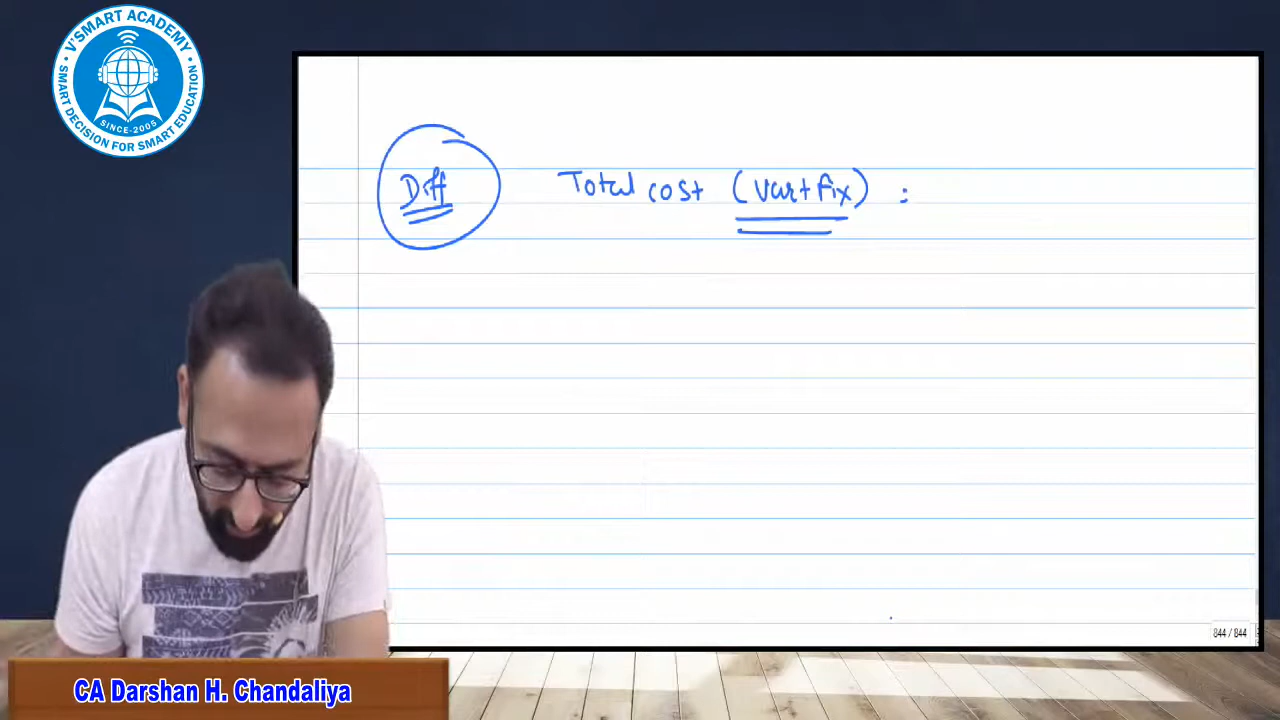 V'SMART ACADEMY
SMART DECISION FOR SMART EDUCATION
SINCE-2005
Diff Total cost (Var+Fix) :
844 / 844
CA Darshan H. Chandaliya